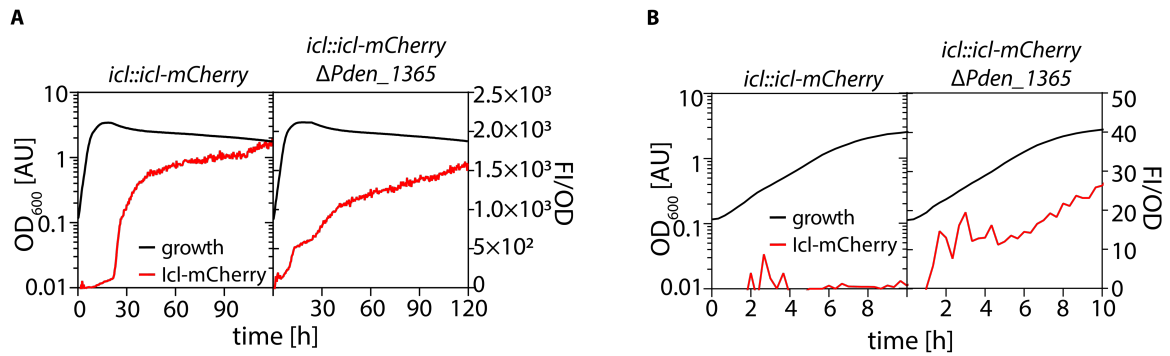 A
icl::icl-mCherry
icl::icl-mCherry
ΔPden_1365
OD600 [AU]
10
1
0.1
0.01
growth
Icl-mCherry
2.5×10³
2.0×10³
1.5×10³
1.0×10³
5×10²
0
FI/OD
0 30 60 90
0 30 60 90 120
time [h]
B
icl::icl-mCherry
icl::icl-mCherry
ΔPden_1365
OD600 [AU]
10
1
0.1
0.01
growth
Icl-mCherry
50
40
30
20
10
0
FI/OD
0 2 4 6 8
0 2 4 6 8 10
time [h]